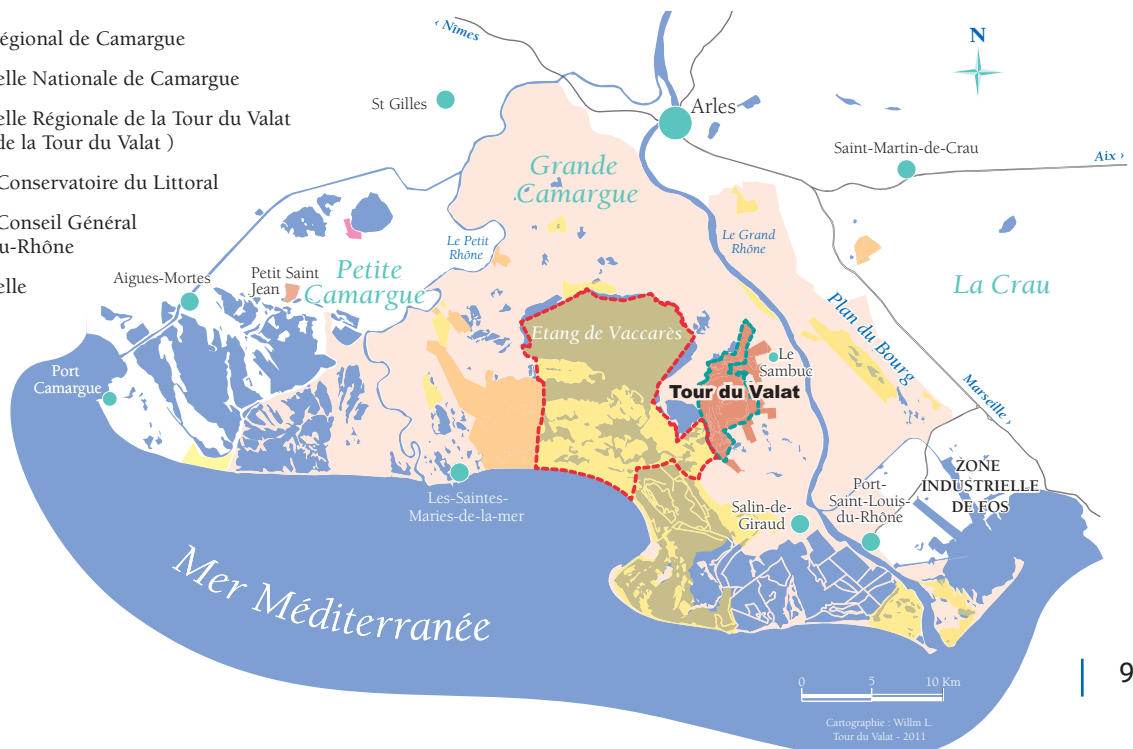 égional de Camargue
elle Nationale de Camargue
elle Régionale de la Tour du Valat
de la Tour du Valat )
Conservatoire du Littoral
Conseil Général
u-Rhône
elle
‹ Nîmes
N
St Gilles
Arles
Saint-Martin-de-Crau
Aix ›
Grande
Camargue
Le Petit
Rhône
Le Grand
Rhône
Aigues-Mortes
Petit Saint
Jean
Petite
Camargue
La Crau
Plan du Bourg
Etang de Vaccarès
Le
Sambuc
Port
Camargue
Tour du Valat
Marseille ›
ZONE
INDUSTRIELLE
DE FOS
Les-Saintes-
Maries-de-la-mer
Salin-de-
Giraud
Port-
Saint-Louis-
du-Rhône
Mer Méditerranée
0 5 10 Km
Cartographie : Willm L.
Tour du Valat - 2011
9